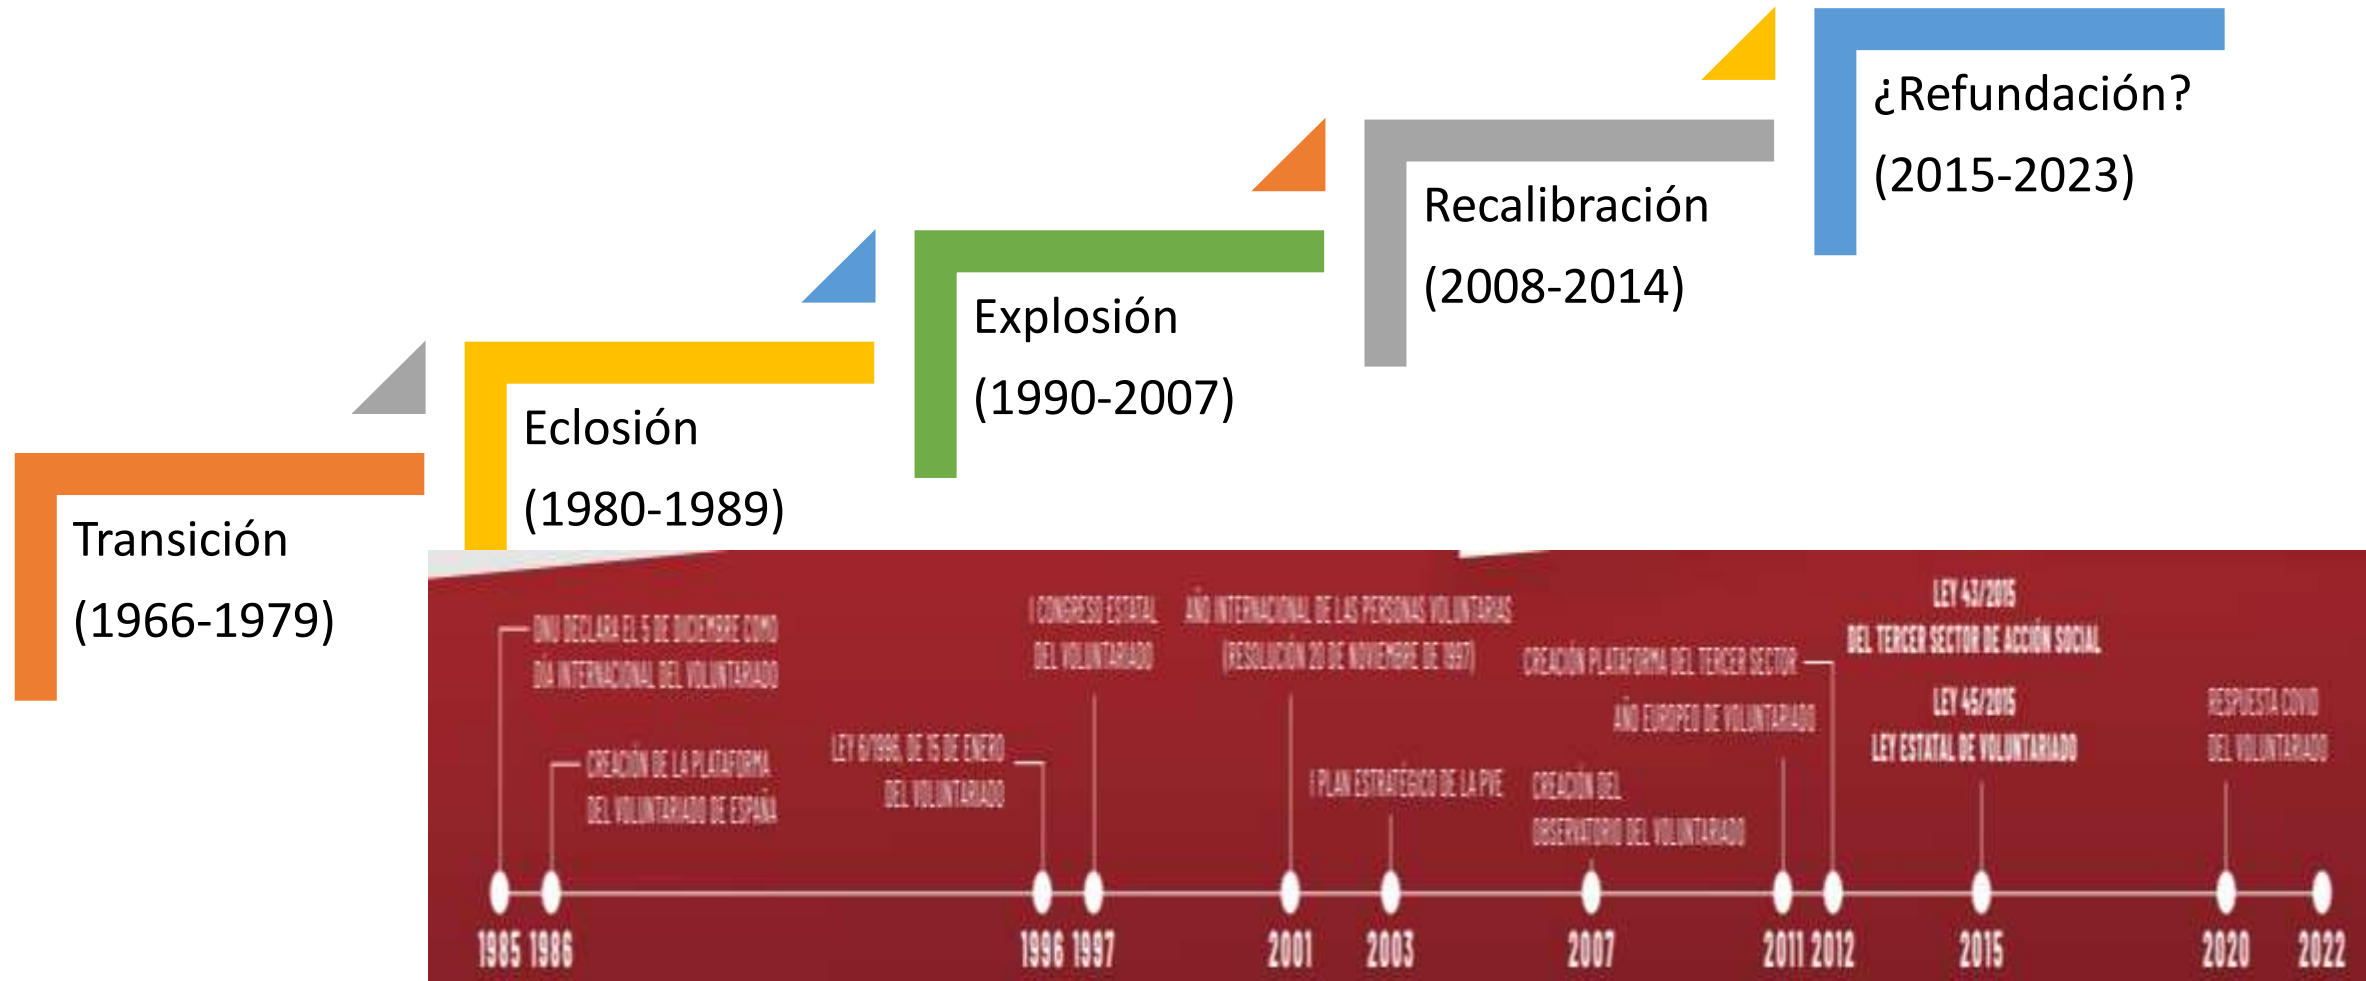 ¿Refundación?
(2015-2023)
Recalibración
(2008-2014)
Explosión
(1990-2007)
Eclosión
(1980-1989)
Transición
(1966-1979)
ONU DECLARA EL 5 DE DICIEMBRE COMO
DÍA INTERNACIONAL DEL VOLUNTARIADO
CREACIÓN DE LA PLATAFORMA
DEL VOLUNTARIADO DE ESPAÑA
LEY 6/1996, DE 15 DE ENERO
DEL VOLUNTARIADO
I CONGRESO ESTATAL
DEL VOLUNTARIADO
AÑO INTERNACIONAL DE LAS PERSONAS VOLUNTARIAS
(RESOLUCIÓN 20 DE NOVIEMBRE DE 1997)
I PLAN ESTRATÉGICO DE LA PVE
CREACIÓN DEL
OBSERVATORIO DEL VOLUNTARIADO
CREACIÓN PLATAFORMA DEL TERCER SECTOR
AÑO EUROPEO DE VOLUNTARIADO
LEY 43/2015
DEL TERCER SECTOR DE ACCIÓN SOCIAL
LEY 45/2015
LEY ESTATAL DE VOLUNTARIADO
RESPUESTA COVID
DEL VOLUNTARIADO
1985 1986 1996 1997 2001 2003 2007 2011 2012 2015 2020 2022